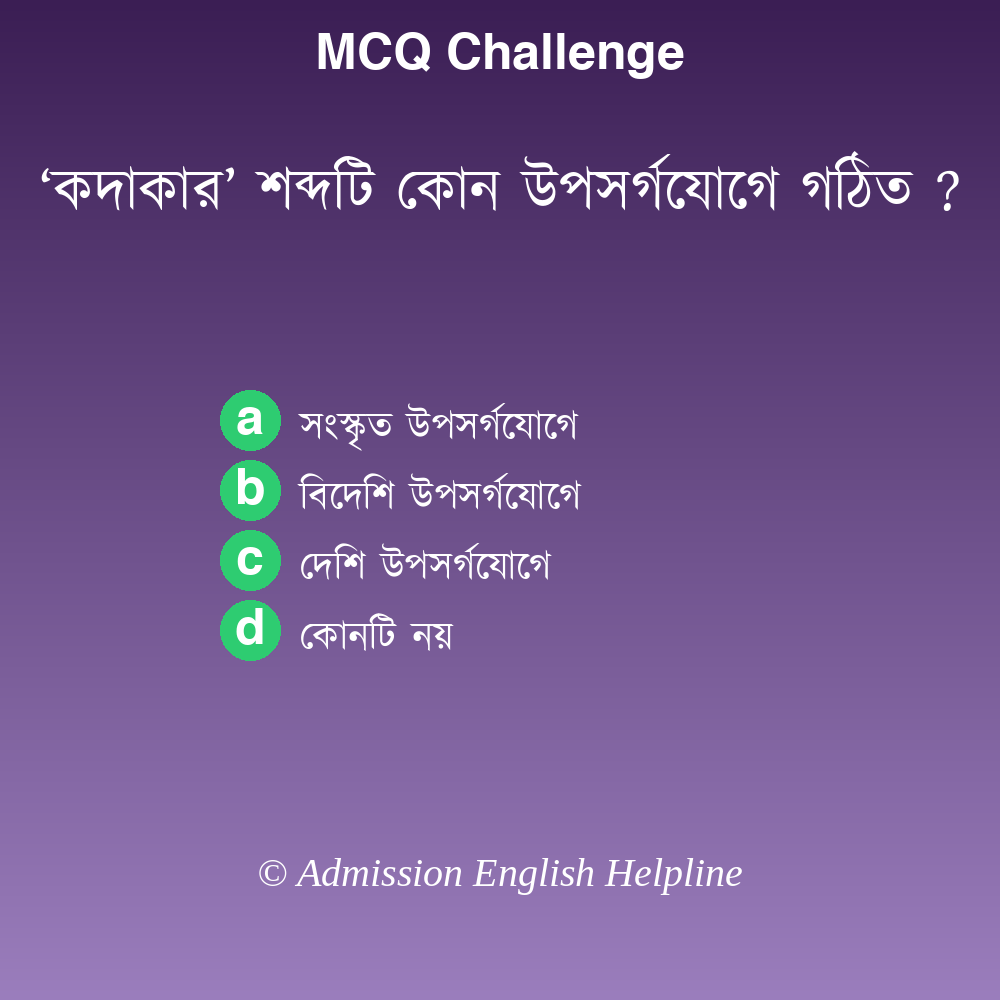 MCQ Challenge
‘কদাকার’ শব্দটি কোন উপসর্গযোগে গঠিত ?
a সংস্কৃত উপসর্গযোগে
b বিদেশি উপসর্গযোগে
c দেশি উপসর্গযোগে
d কোনটি নয়
© Admission English Helpline